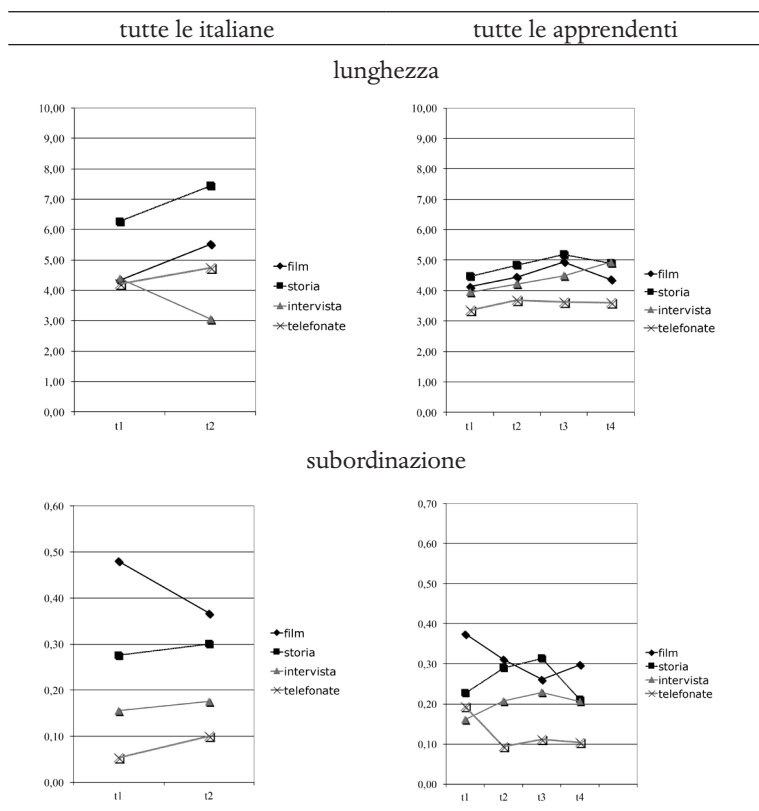 tutte le italiane tutte le apprendenti
lunghezza
10,00
9,00
8,00
7,00
6,00
5,00
4,00
3,00
2,00
1,00
0,00
t1 t2
film
storia
intervista
telefonate
10,00
9,00
8,00
7,00
6,00
5,00
4,00
3,00
2,00
1,00
0,00
t1 t2 t3 t4
film
storia
intervista
telefonate
subordinazione
0,60
0,50
0,40
0,30
0,20
0,10
0,00
t1 t2
film
storia
intervista
telefonate
0,70
0,60
0,50
0,40
0,30
0,20
0,10
0,00
t1 t2 t3 t4
film
storia
intervista
telefonate